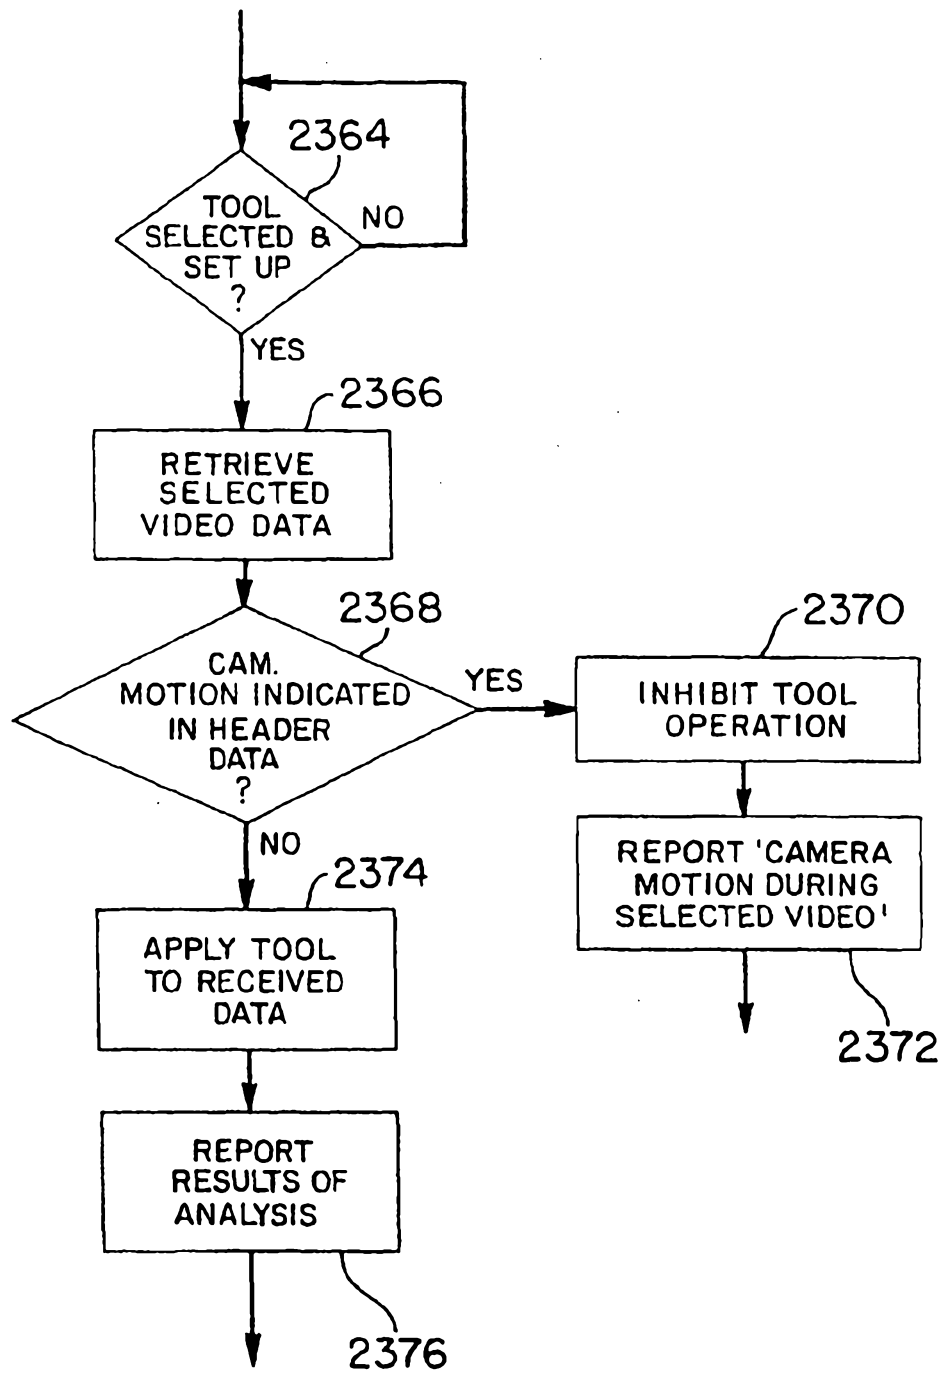 2364
TOOL
SELECTED &
SET UP
?
NO
YES
2366
RETRIEVE
SELECTED
VIDEO DATA
2368
CAM.
MOTION INDICATED
IN HEADER
DATA
?
YES
2370
INHIBIT TOOL
OPERATION
REPORT 'CAMERA
MOTION DURING
SELECTED VIDEO'
2372
NO
2374
APPLY TOOL
TO RECEIVED
DATA
REPORT
RESULTS OF
ANALYSIS
2376